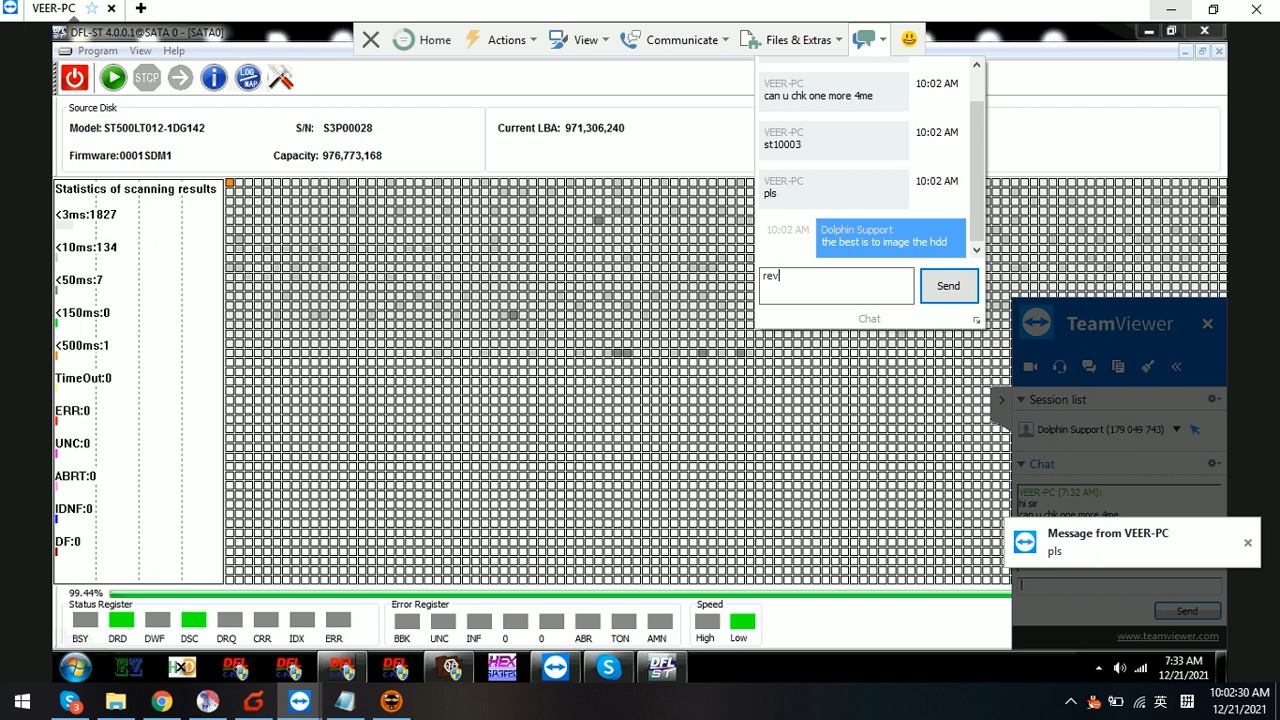 VEER-PC
DFL-ST 4.0.0.1@SATA 0 - [SATA0]
Home
Actions
View
Communicate
Files & Extras
Program View Help
STOP
LOG MAP
Source Disk
Model: ST500LT012-1DG142
S/N: S3P00028
Current LBA: 971,306,240
Firmware:0001SDM1
Capacity: 976,773,168
VEER-PC
can u chk one more 4me
10:02 AM
VEER-PC
st10003
10:02 AM
VEER-PC
pls
10:02 AM
10:02 AM
Dolphin Support
the best is to image the hdd
rev
Send
Chat
Statistics of scanning results
<3ms:1827
<10ms:134
<50ms:7
<150ms:0
<500ms:1
TimeOut:0
ERR:0
UNC:0
ABRT:0
IDNF:0
DF:0
TeamViewer
Session list
Dolphin Support (179 049 743)
Chat
VEER-PC (7:32 AM):
hi sir
can u chk one more 4me
Message from VEER-PC
pls
Send
www.teamviewer.com
99.44%
Status Register
BSY DRD DWF DSC DRQ CRR IDX ERR
Error Register
BBK UNC INF 0 0 ABR TON AMN
Speed
High Low
HEX
DFL ST
7:33 AM
12/21/2021
英
拼
10:02:30 AM
12/21/2021